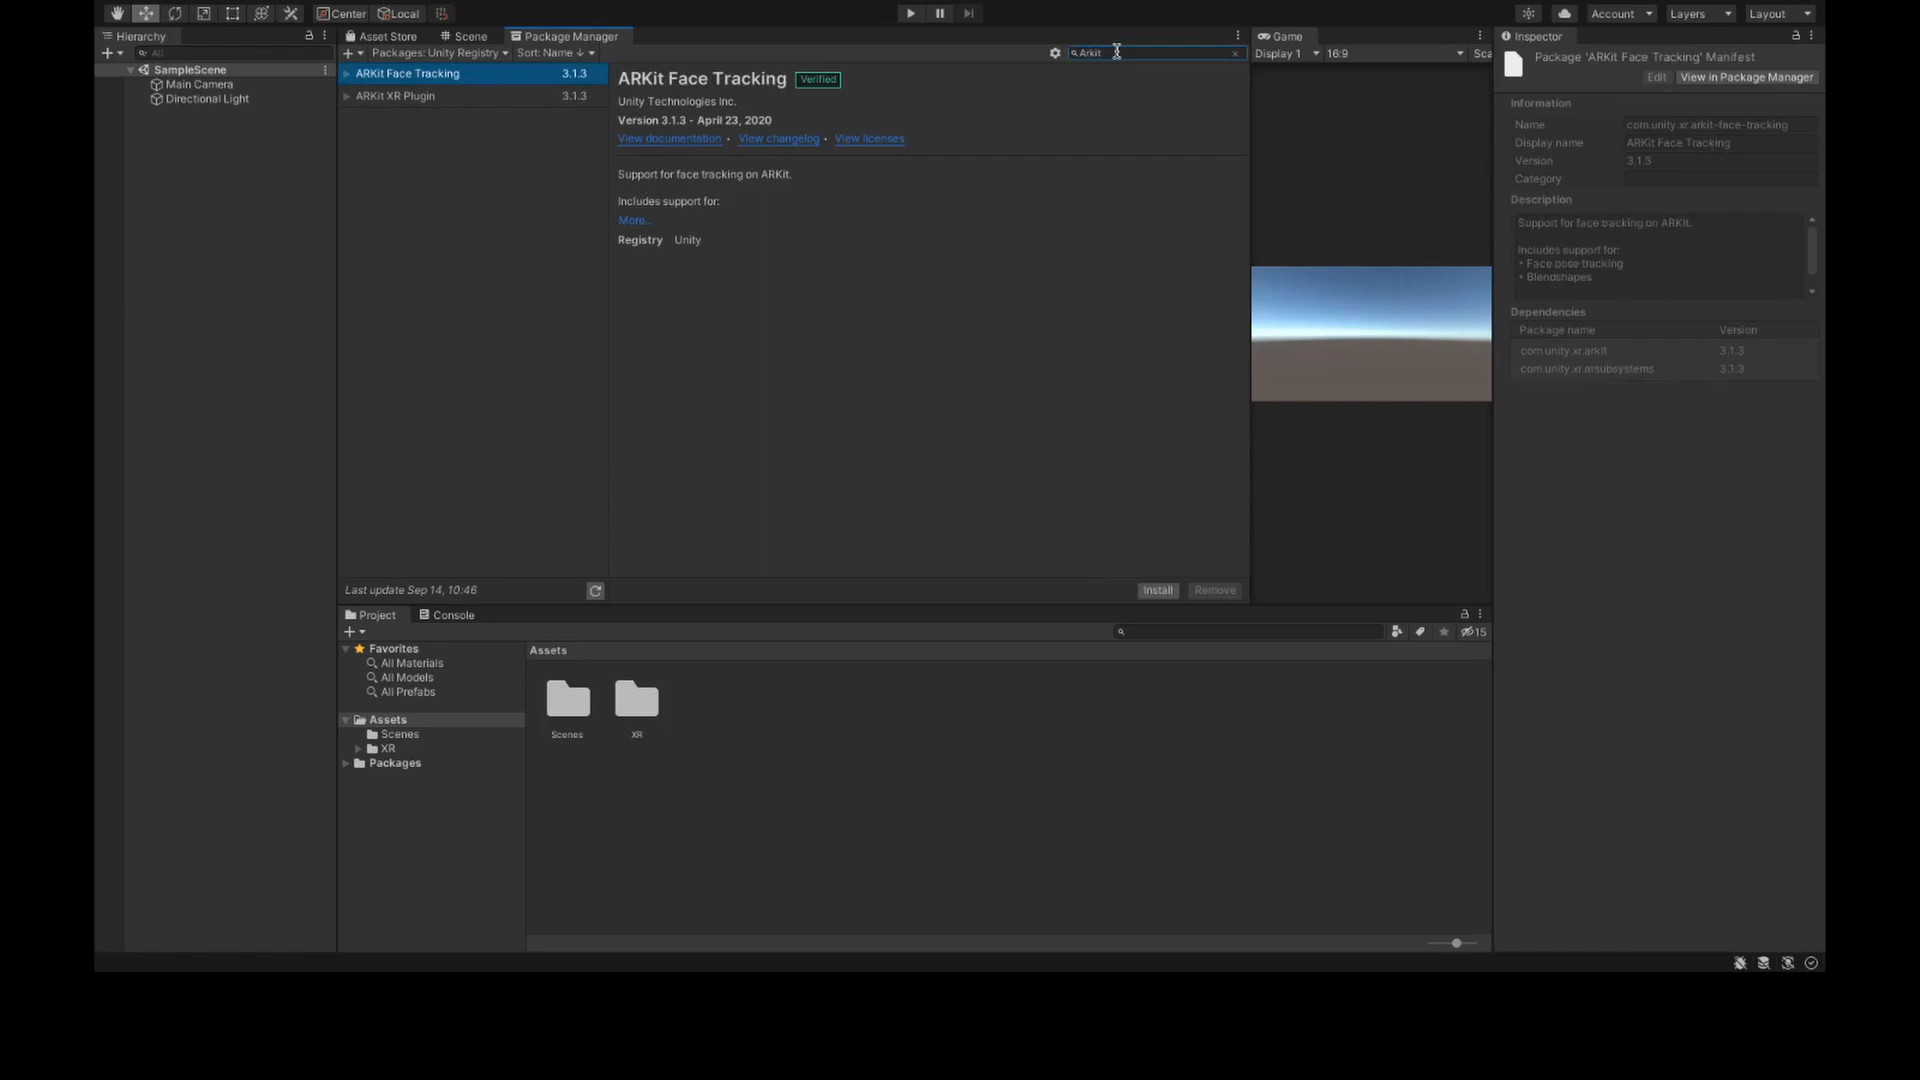 Center
Local
Account
Layers
Layout
Hierarchy
All
SampleScene
Main Camera
Directional Light
Asset Store
Scene
Package Manager
Packages: Unity Registry
Sort: Name ↓
Arkit
ARKit Face Tracking 3.1.3
ARKit XR Plugin 3.1.3
ARKit Face Tracking Verified
Unity Technologies Inc.
Version 3.1.3 - April 23, 2020
View documentation • View changelog • View licenses
Support for face tracking on ARKit.
Includes support for:
More...
Registry Unity
Last update Sep 14, 10:46
Install
Remove
Game
Display 1
16:9
Sca
Inspector
Package 'ARKit Face Tracking' Manifest
Edit
View in Package Manager
Information
Name com.unity.xr.arkit-face-tracking
Display name ARKit Face Tracking
Version 3.1.3
Category
Description
Support for face tracking on ARKit.
Includes support for:
• Face pose tracking
• Blendshapes
Dependencies
Package name Version
com.unity.xr.arkit 3.1.3
com.unity.xr.arsubsystems 3.1.3
Project
Console
15
Favorites
All Materials
All Models
All Prefabs
Assets
Scenes
XR
Packages
Assets
Scenes
XR